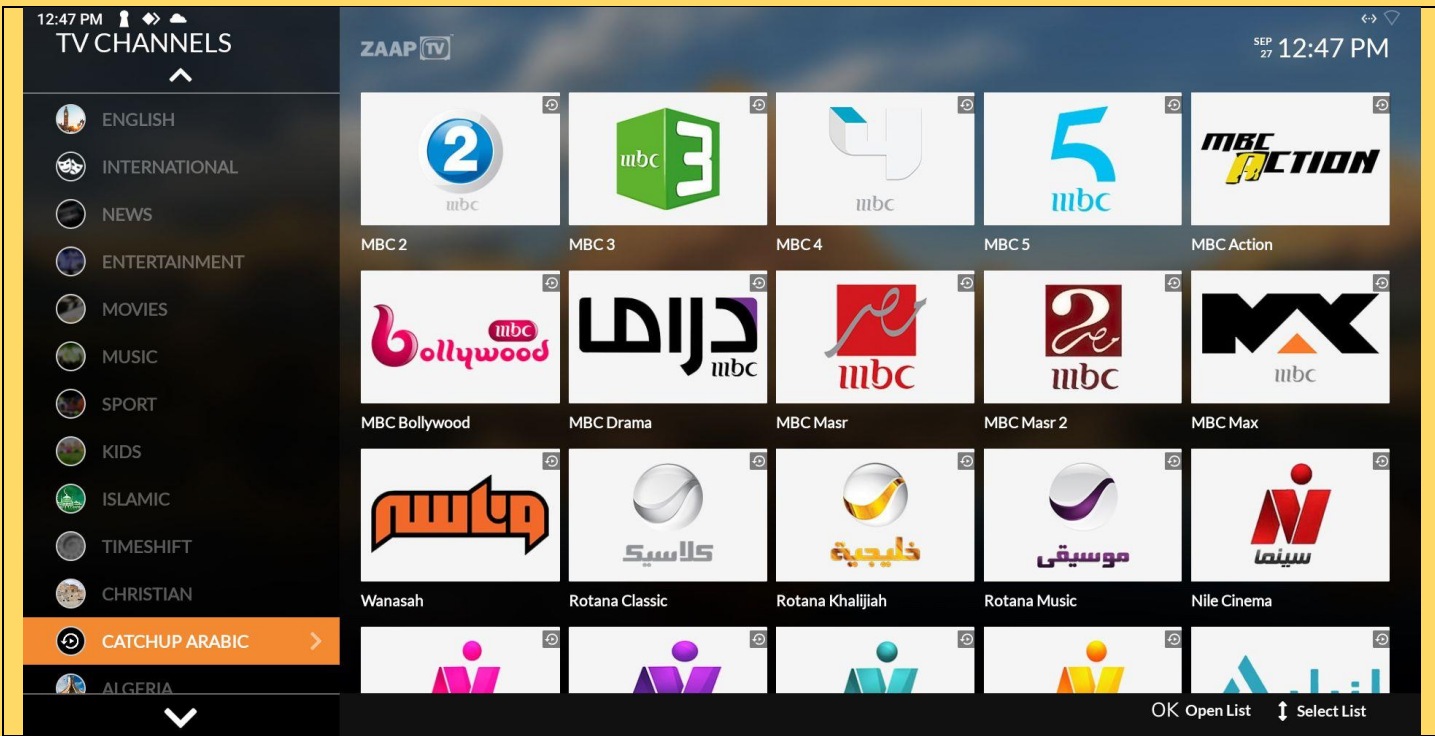 12:47 PM
TV CHANNELS
ZAAP TV
SEP 27 12:47 PM
ENGLISH
INTERNATIONAL
NEWS
ENTERTAINMENT
MOVIES
MUSIC
SPORT
KIDS
ISLAMIC
TIMESHIFT
CHRISTIAN
CATCHUP ARABIC
ALGERIA
2 mbc
mbc 3
mbc
5 mbc
MBC ACTION
MBC 2
MBC 3
MBC 4
MBC 5
MBC Action
bollywood mbc
دراما mbc
مصر mbc
مصر 2 mbc
MAX mbc
MBC Bollywood
MBC Drama
MBC Masr
MBC Masr 2
MBC Max
وناسه
كلاسيك
خليجية
موسيقى
سينما
Wanasah
Rotana Classic
Rotana Khalijiah
Rotana Music
Nile Cinema
OK Open List
Select List